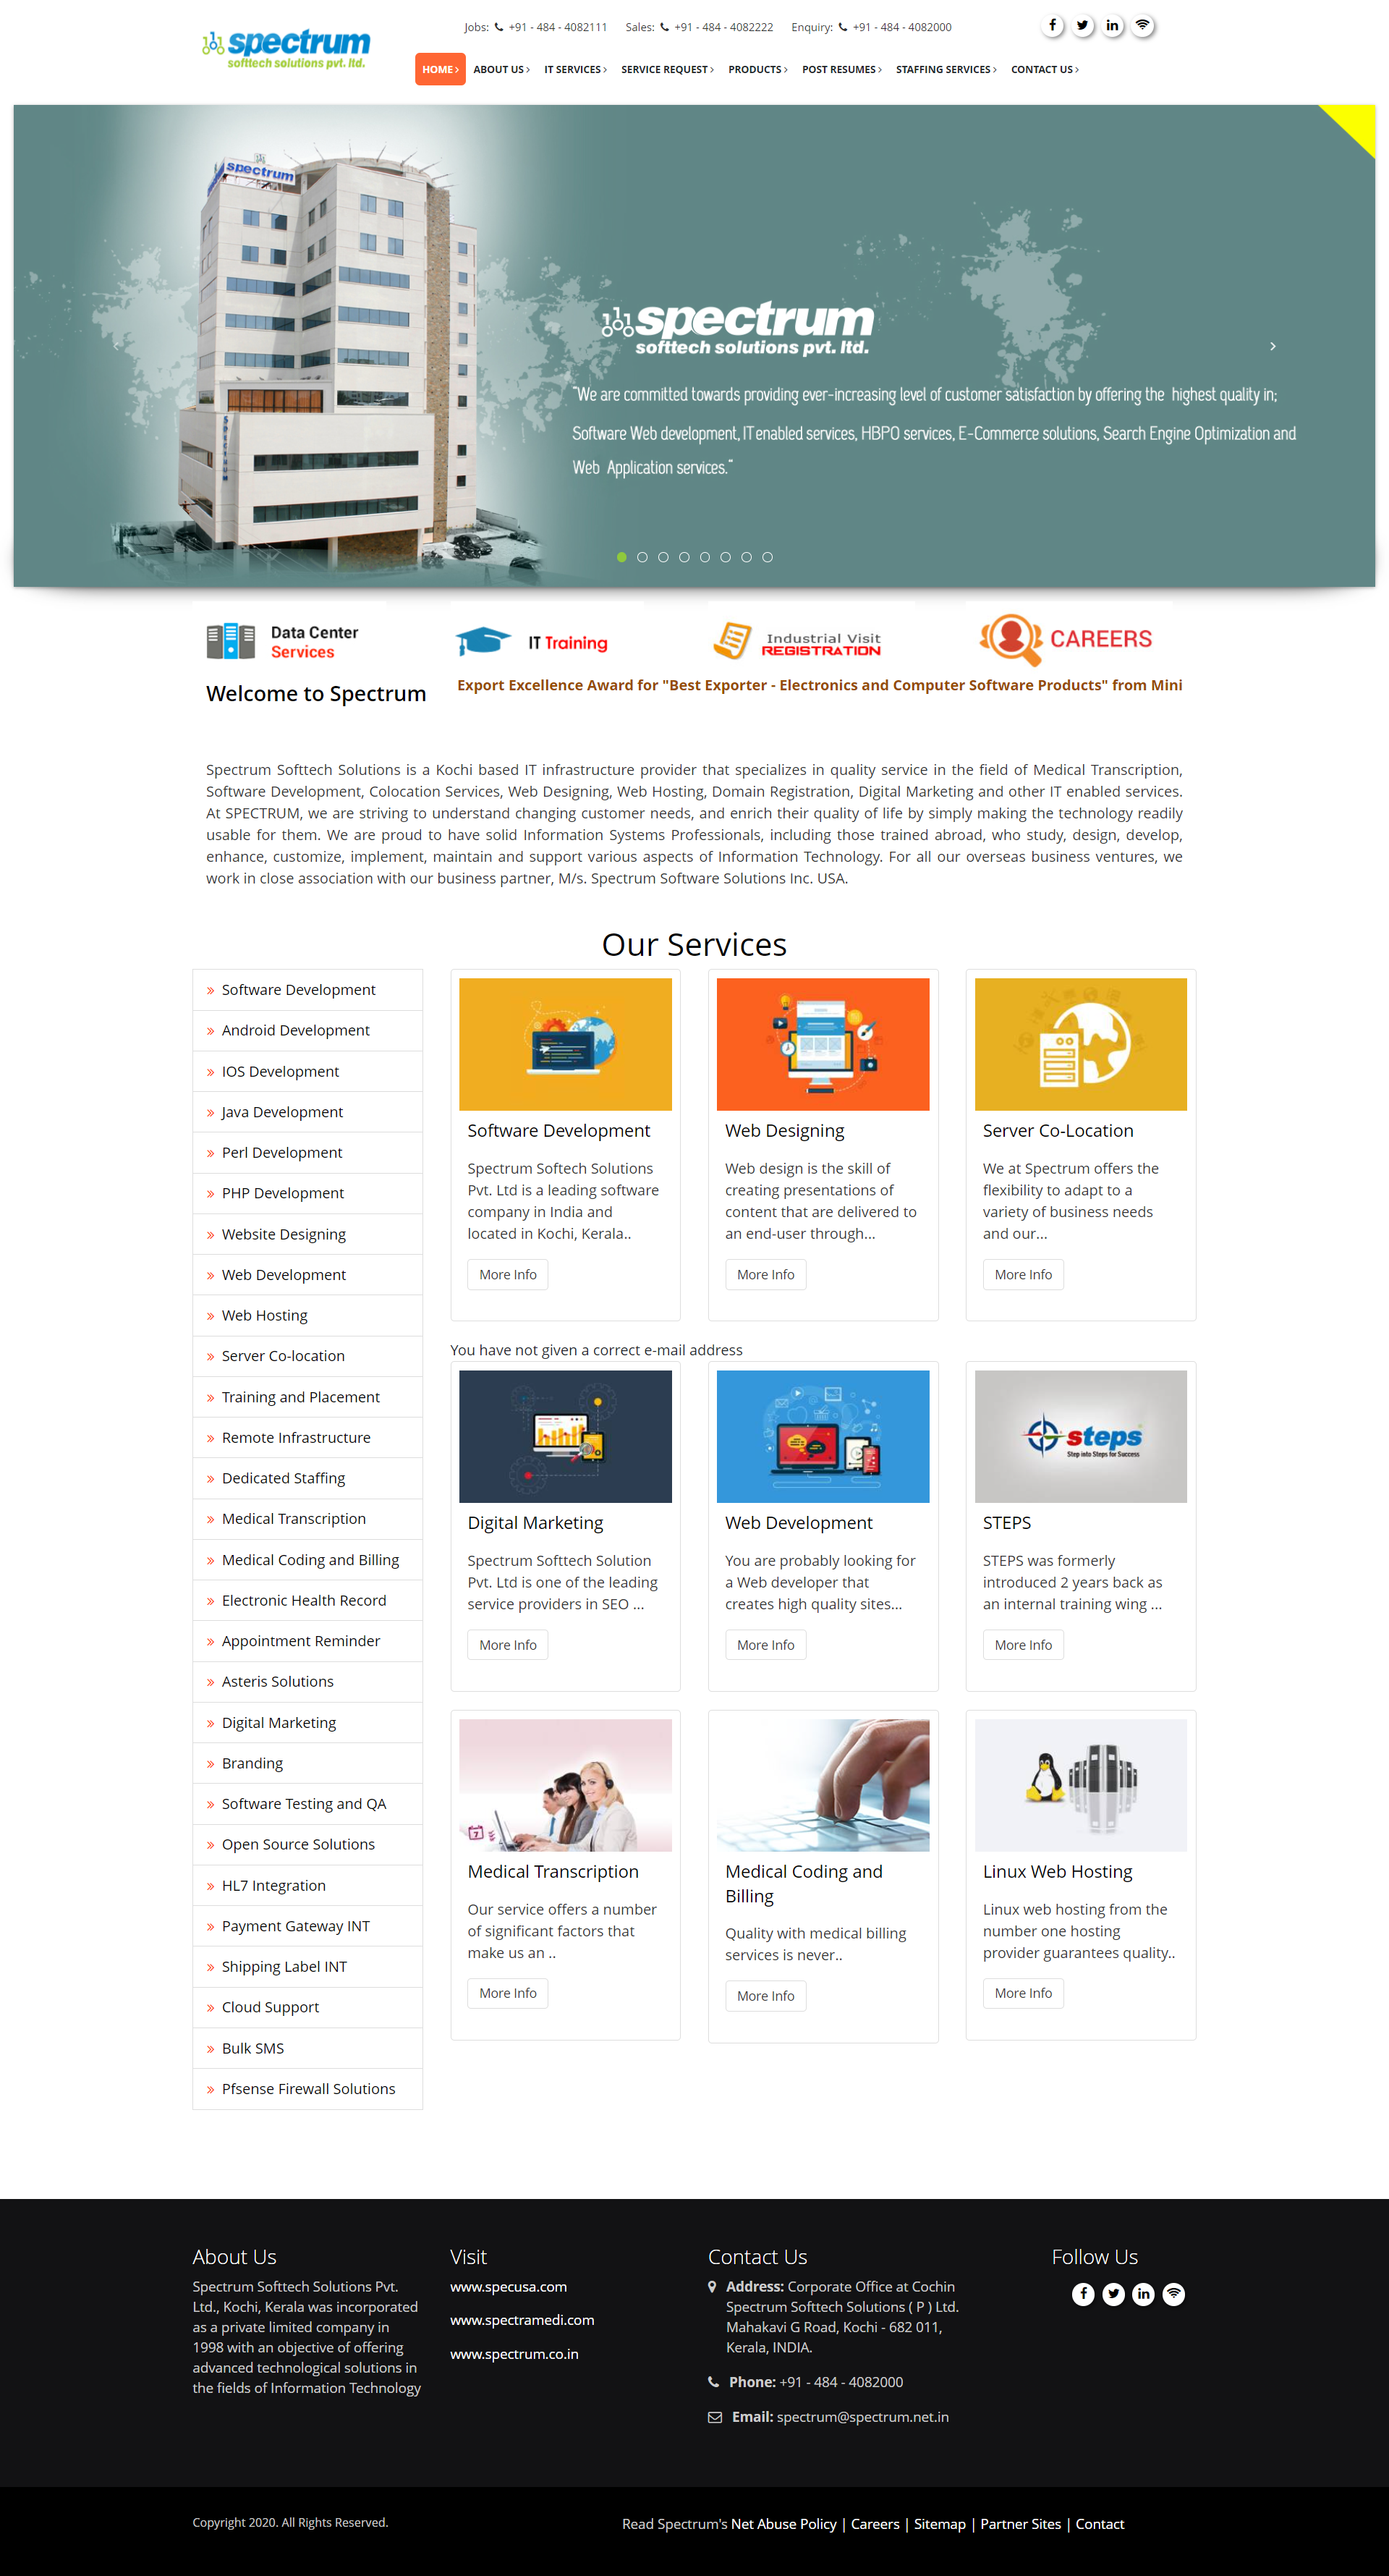 Jobs: +91 - 484 - 4082111 Sales: +91 - 484 - 4082222 Enquiry: +91 - 484 - 4082000
spectrum
softtech solutions pvt. ltd.
HOME ABOUT US IT SERVICES SERVICE REQUEST PRODUCTS POST RESUMES STAFFING SERVICES CONTACT US
spectrum
SPECTRUM
spectrum
softtech solutions pvt. ltd.
"We are committed towards providing ever-increasing level of customer satisfaction by offering the highest quality in;
Software Web development, IT enabled services, HBPO services, E-Commerce solutions, Search Engine Optimization and
Web Application services."
Data Center
Services
IT Training
Industrial Visit
REGISTRATION
CAREERS
Welcome to Spectrum
Export Excellence Award for "Best Exporter - Electronics and Computer Software Products" from Mini
Spectrum Softtech Solutions is a Kochi based IT infrastructure provider that specializes in quality service in the field of Medical Transcription,
Software Development, Colocation Services, Web Designing, Web Hosting, Domain Registration, Digital Marketing and other IT enabled services.
At SPECTRUM, we are striving to understand changing customer needs, and enrich their quality of life by simply making the technology readily
usable for them. We are proud to have solid Information Systems Professionals, including those trained abroad, who study, design, develop,
enhance, customize, implement, maintain and support various aspects of Information Technology. For all our overseas business ventures, we
work in close association with our business partner, M/s. Spectrum Software Solutions Inc. USA.
Our Services
Software Development
Android Development
IOS Development
Java Development
Perl Development
PHP Development
Website Designing
Web Development
Web Hosting
Server Co-location
Training and Placement
Remote Infrastructure
Dedicated Staffing
Medical Transcription
Medical Coding and Billing
Electronic Health Record
Appointment Reminder
Asteris Solutions
Digital Marketing
Branding
Software Testing and QA
Open Source Solutions
HL7 Integration
Payment Gateway INT
Shipping Label INT
Cloud Support
Bulk SMS
Pfsense Firewall Solutions
Software Development
Spectrum Softech Solutions
Pvt. Ltd is a leading software
company in India and
located in Kochi, Kerala..
More Info
Web Designing
Web design is the skill of
creating presentations of
content that are delivered to
an end-user through...
More Info
Server Co-Location
We at Spectrum offers the
flexibility to adapt to a
variety of business needs
and our...
More Info
You have not given a correct e-mail address
Digital Marketing
Spectrum Softtech Solution
Pvt. Ltd is one of the leading
service providers in SEO ...
More Info
Web Development
You are probably looking for
a Web developer that
creates high quality sites...
More Info
steps
Step into Steps for Success
STEPS
STEPS was formerly
introduced 2 years back as
an internal training wing ...
More Info
7
Medical Transcription
Our service offers a number
of significant factors that
make us an ..
More Info
Medical Coding and
Billing
Quality with medical billing
services is never..
More Info
Linux Web Hosting
Linux web hosting from the
number one hosting
provider guarantees quality..
More Info
About Us
Spectrum Softtech Solutions Pvt.
Ltd., Kochi, Kerala was incorporated
as a private limited company in
1998 with an objective of offering
advanced technological solutions in
the fields of Information Technology
Visit
www.specusa.com
www.spectramedi.com
www.spectrum.co.in
Contact Us
Address: Corporate Office at Cochin
Spectrum Softtech Solutions ( P ) Ltd.
Mahakavi G Road, Kochi - 682 011,
Kerala, INDIA.
Phone: +91 - 484 - 4082000
Email: spectrum@spectrum.net.in
Follow Us
Copyright 2020. All Rights Reserved.
Read Spectrum's Net Abuse Policy | Careers | Sitemap | Partner Sites | Contact